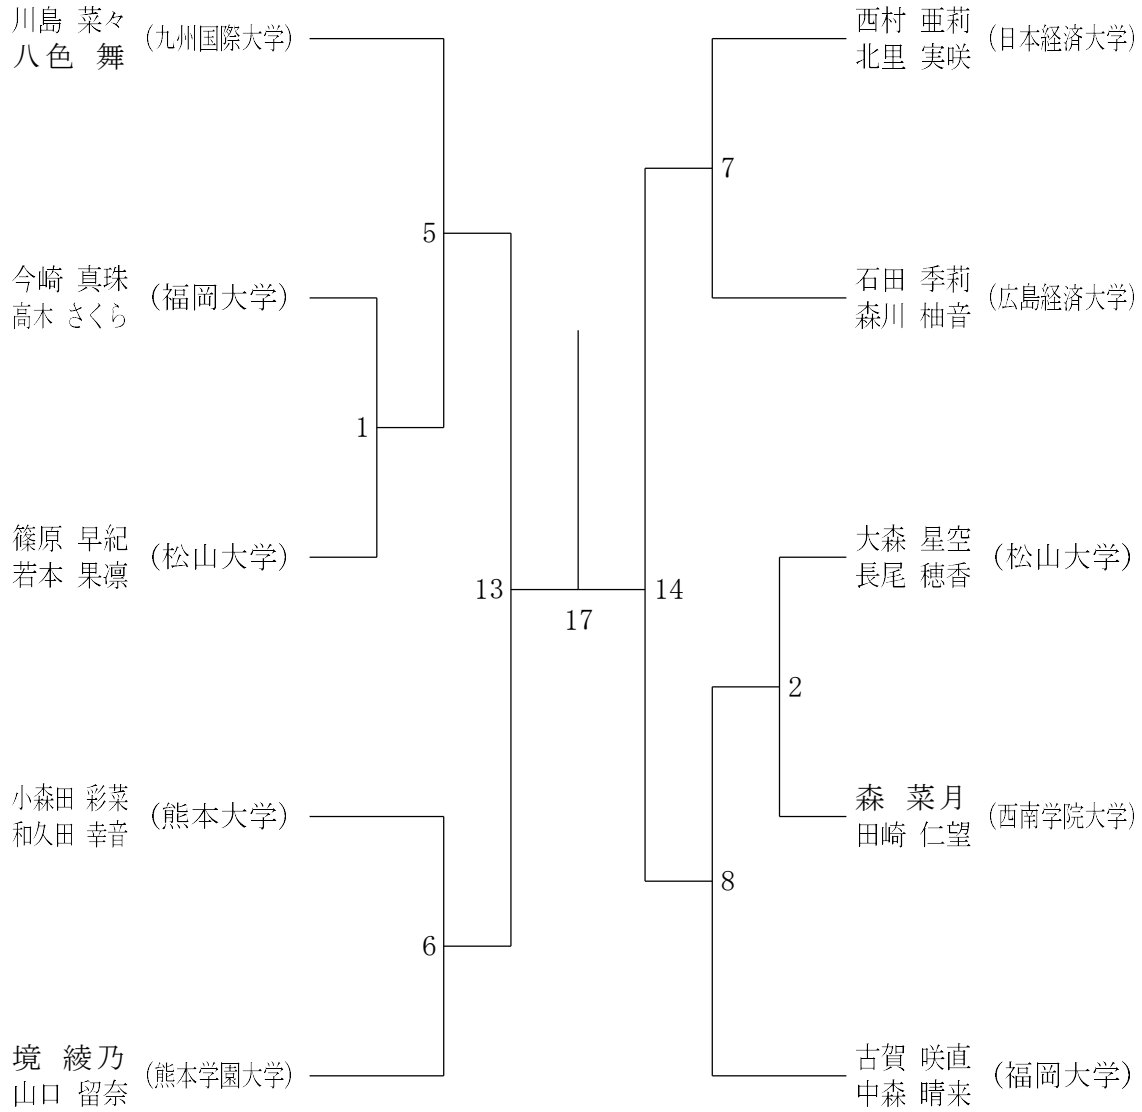 川島 菜々
八色 舞
(九州国際大学)
5
今崎 真珠
高木 さくら
(福岡大学)
1
篠原 早紀
若本 果凛
(松山大学)
13
小森田 彩菜
和久田 幸音
(熊本大学)
6
境 綾乃
山口 留奈
(熊本学園大学)
17
西村 亜莉
北里 実咲
(日本経済大学)
7
石田 季莉
森川 柚音
(広島経済大学)
14
大森 星空
長尾 穂香
(松山大学)
2
森 菜月
田崎 仁望
(西南学院大学)
8
古賀 咲直
中森 晴来
(福岡大学)